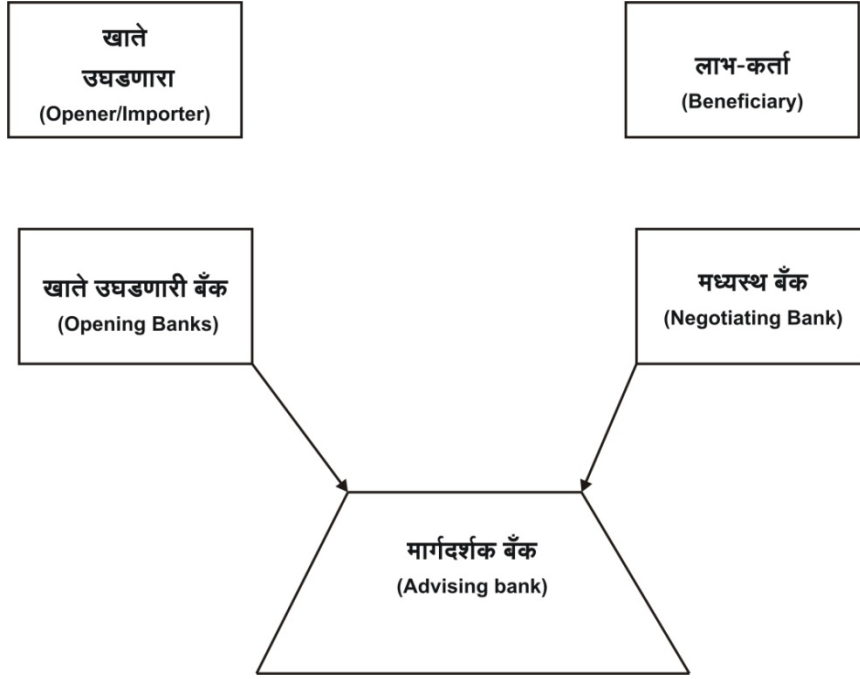 खाते
उघडणारा
(Opener/Importer)
लाभ-कर्ता
(Beneficiary)
खाते उघडणारी बँक
(Opening Banks)
मध्यस्थ बँक
(Negotiating Bank)
मार्गदर्शक बँक
(Advising bank)